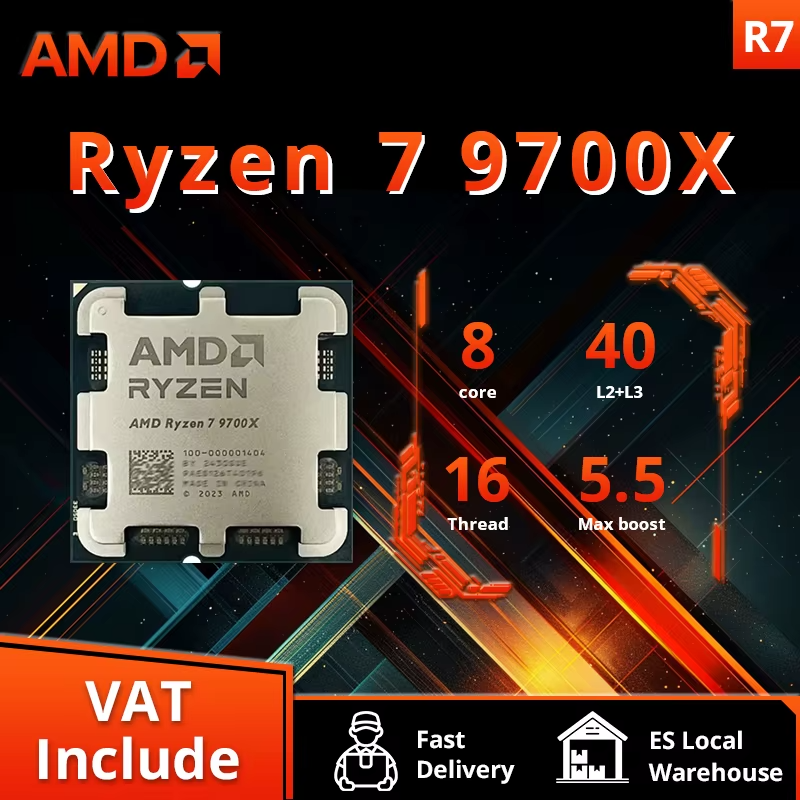 AMD
R7
Ryzen 7 9700X
AMD
RYZEN
AMD Ryzen 7 9700X
100-000001404
MADE IN CHINA
© 2023 AMD
8
core
40
L2+L3
16
Thread
5.5
Max boost
VAT
Include
Fast
Delivery
ES Local
Warehouse